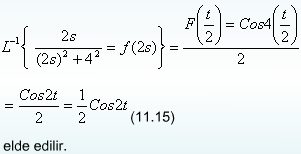 L⁻¹{ 2s / ((2s)² + 4²) = f(2s) } = ( F(t/2) = Cos4(t/2) ) / 2
= Cos2t / 2 = 1/2 Cos2t (11.15)
elde edilir.